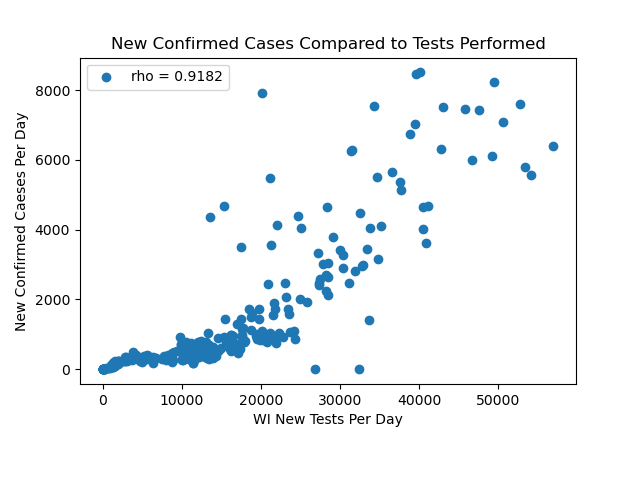 New Confirmed Cases Compared to Tests Performed
rho = 0.9182
New Confirmed Caeses Per Day
8000
6000
4000
2000
0
0 10000 20000 30000 40000 50000
WI New Tests Per Day